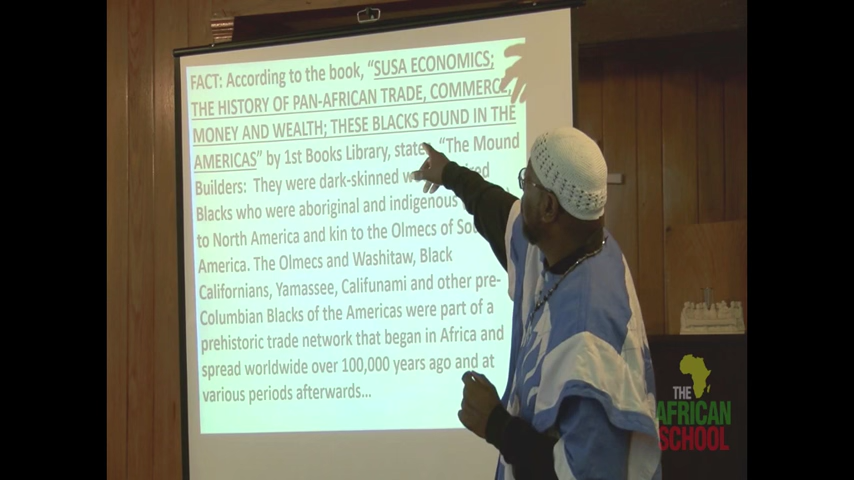 FACT: According to the book, “SUSA ECONOMICS;
THE HISTORY OF PAN-AFRICAN TRADE, COMMERCE,
MONEY AND WEALTH; THESE BLACKS FOUND IN THE
AMERICAS” by 1st Books Library, states “The Mound
Builders: They were dark-skinned
Blacks who were aboriginal and indigenous
to North America and kin to the Olmecs of
America. The Olmecs and Washitaw, Black
Californians, Yamassee, Califunami and other pre-
Columbian Blacks of the Americas were part of a
prehistoric trade network that began in Africa and
spread worldwide over 100,000 years ago and at
various periods afterwards...
THE
AFRICAN
SCHOOL